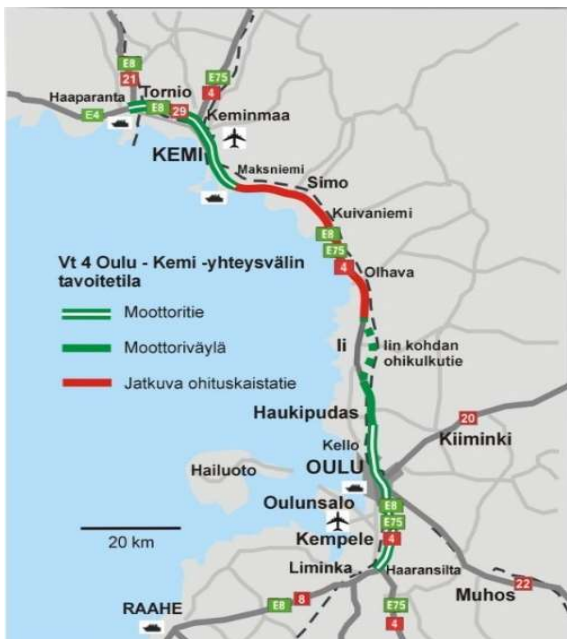 E8
21
Tornio
E75
4
Haaparanta
E8
29
E4
Keminmaa
KEMI
Maksniemi
Simo
Kuivaniemi
E8
E75
4
Olhava
Vt 4 Oulu - Kemi -yhteysvälin
tavoitetila
Moottoritie
Moottoriväylä
Jatkuva ohituskaistatie
Ii
Iin kohdan
ohikulkutie
Haukipudas
20
Kello
Kiiminki
OULU
Hailuoto
Oulunsalo
E8
E75
20 km
Kempele
4
Liminka
Haaransilta
Muhos
22
RAAHE
E8
8
E75
4